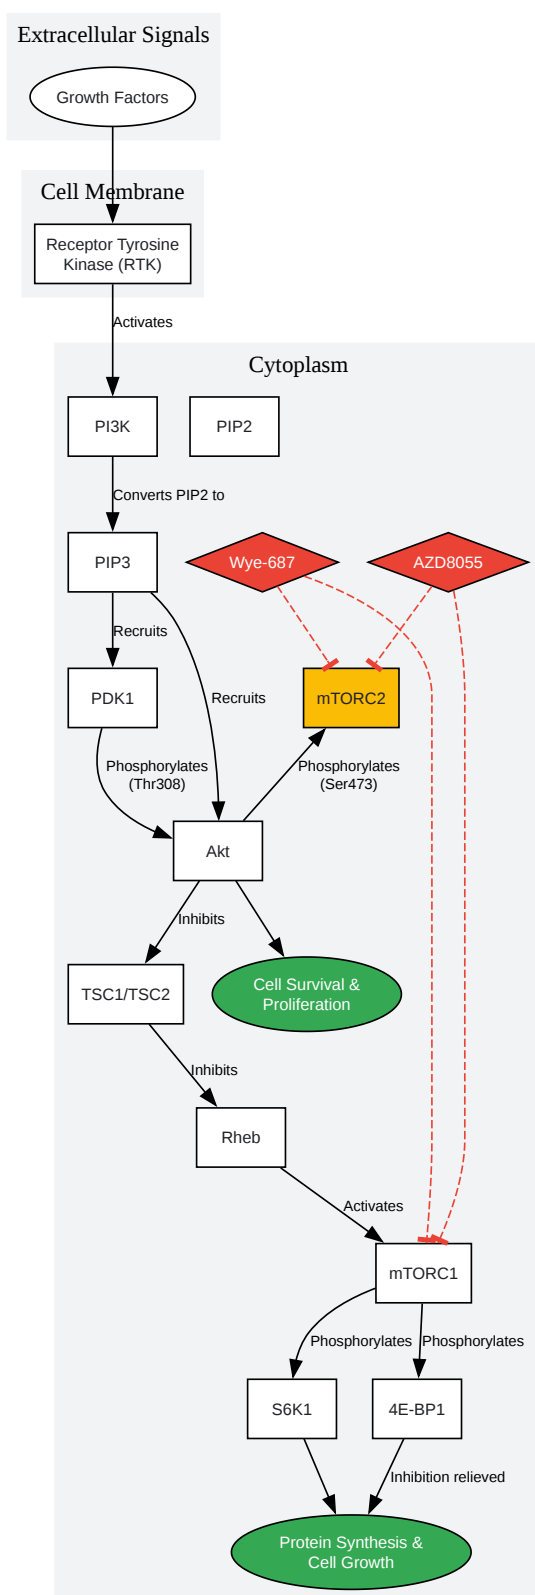 Extracellular Signals
Growth Factors
Cell Membrane
Receptor Tyrosine
Kinase (RTK)
Activates
Cytoplasm
PI3K
PIP2
Converts PIP2 to
PIP3
Wye-687
AZD8055
Recruits
PDK1
Recruits
mTORC2
Phosphorylates
(Thr308)
Phosphorylates
(Ser473)
Akt
Inhibits
TSC1/TSC2
Cell Survival &
Proliferation
Inhibits
Rheb
Activates
mTORC1
Phosphorylates
Phosphorylates
S6K1
4E-BP1
Inhibition relieved
Protein Synthesis &
Cell Growth